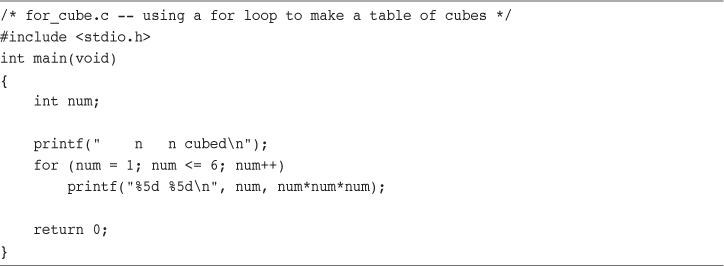 /* for_cube.c -- using a for loop to make a table of cubes */
#include <stdio.h>
int main(void)
{
    int num;

    printf("    n   n cubed\n");
    for (num = 1; num <= 6; num++)
        printf("%5d %5d\n", num, num*num*num);

    return 0;
}